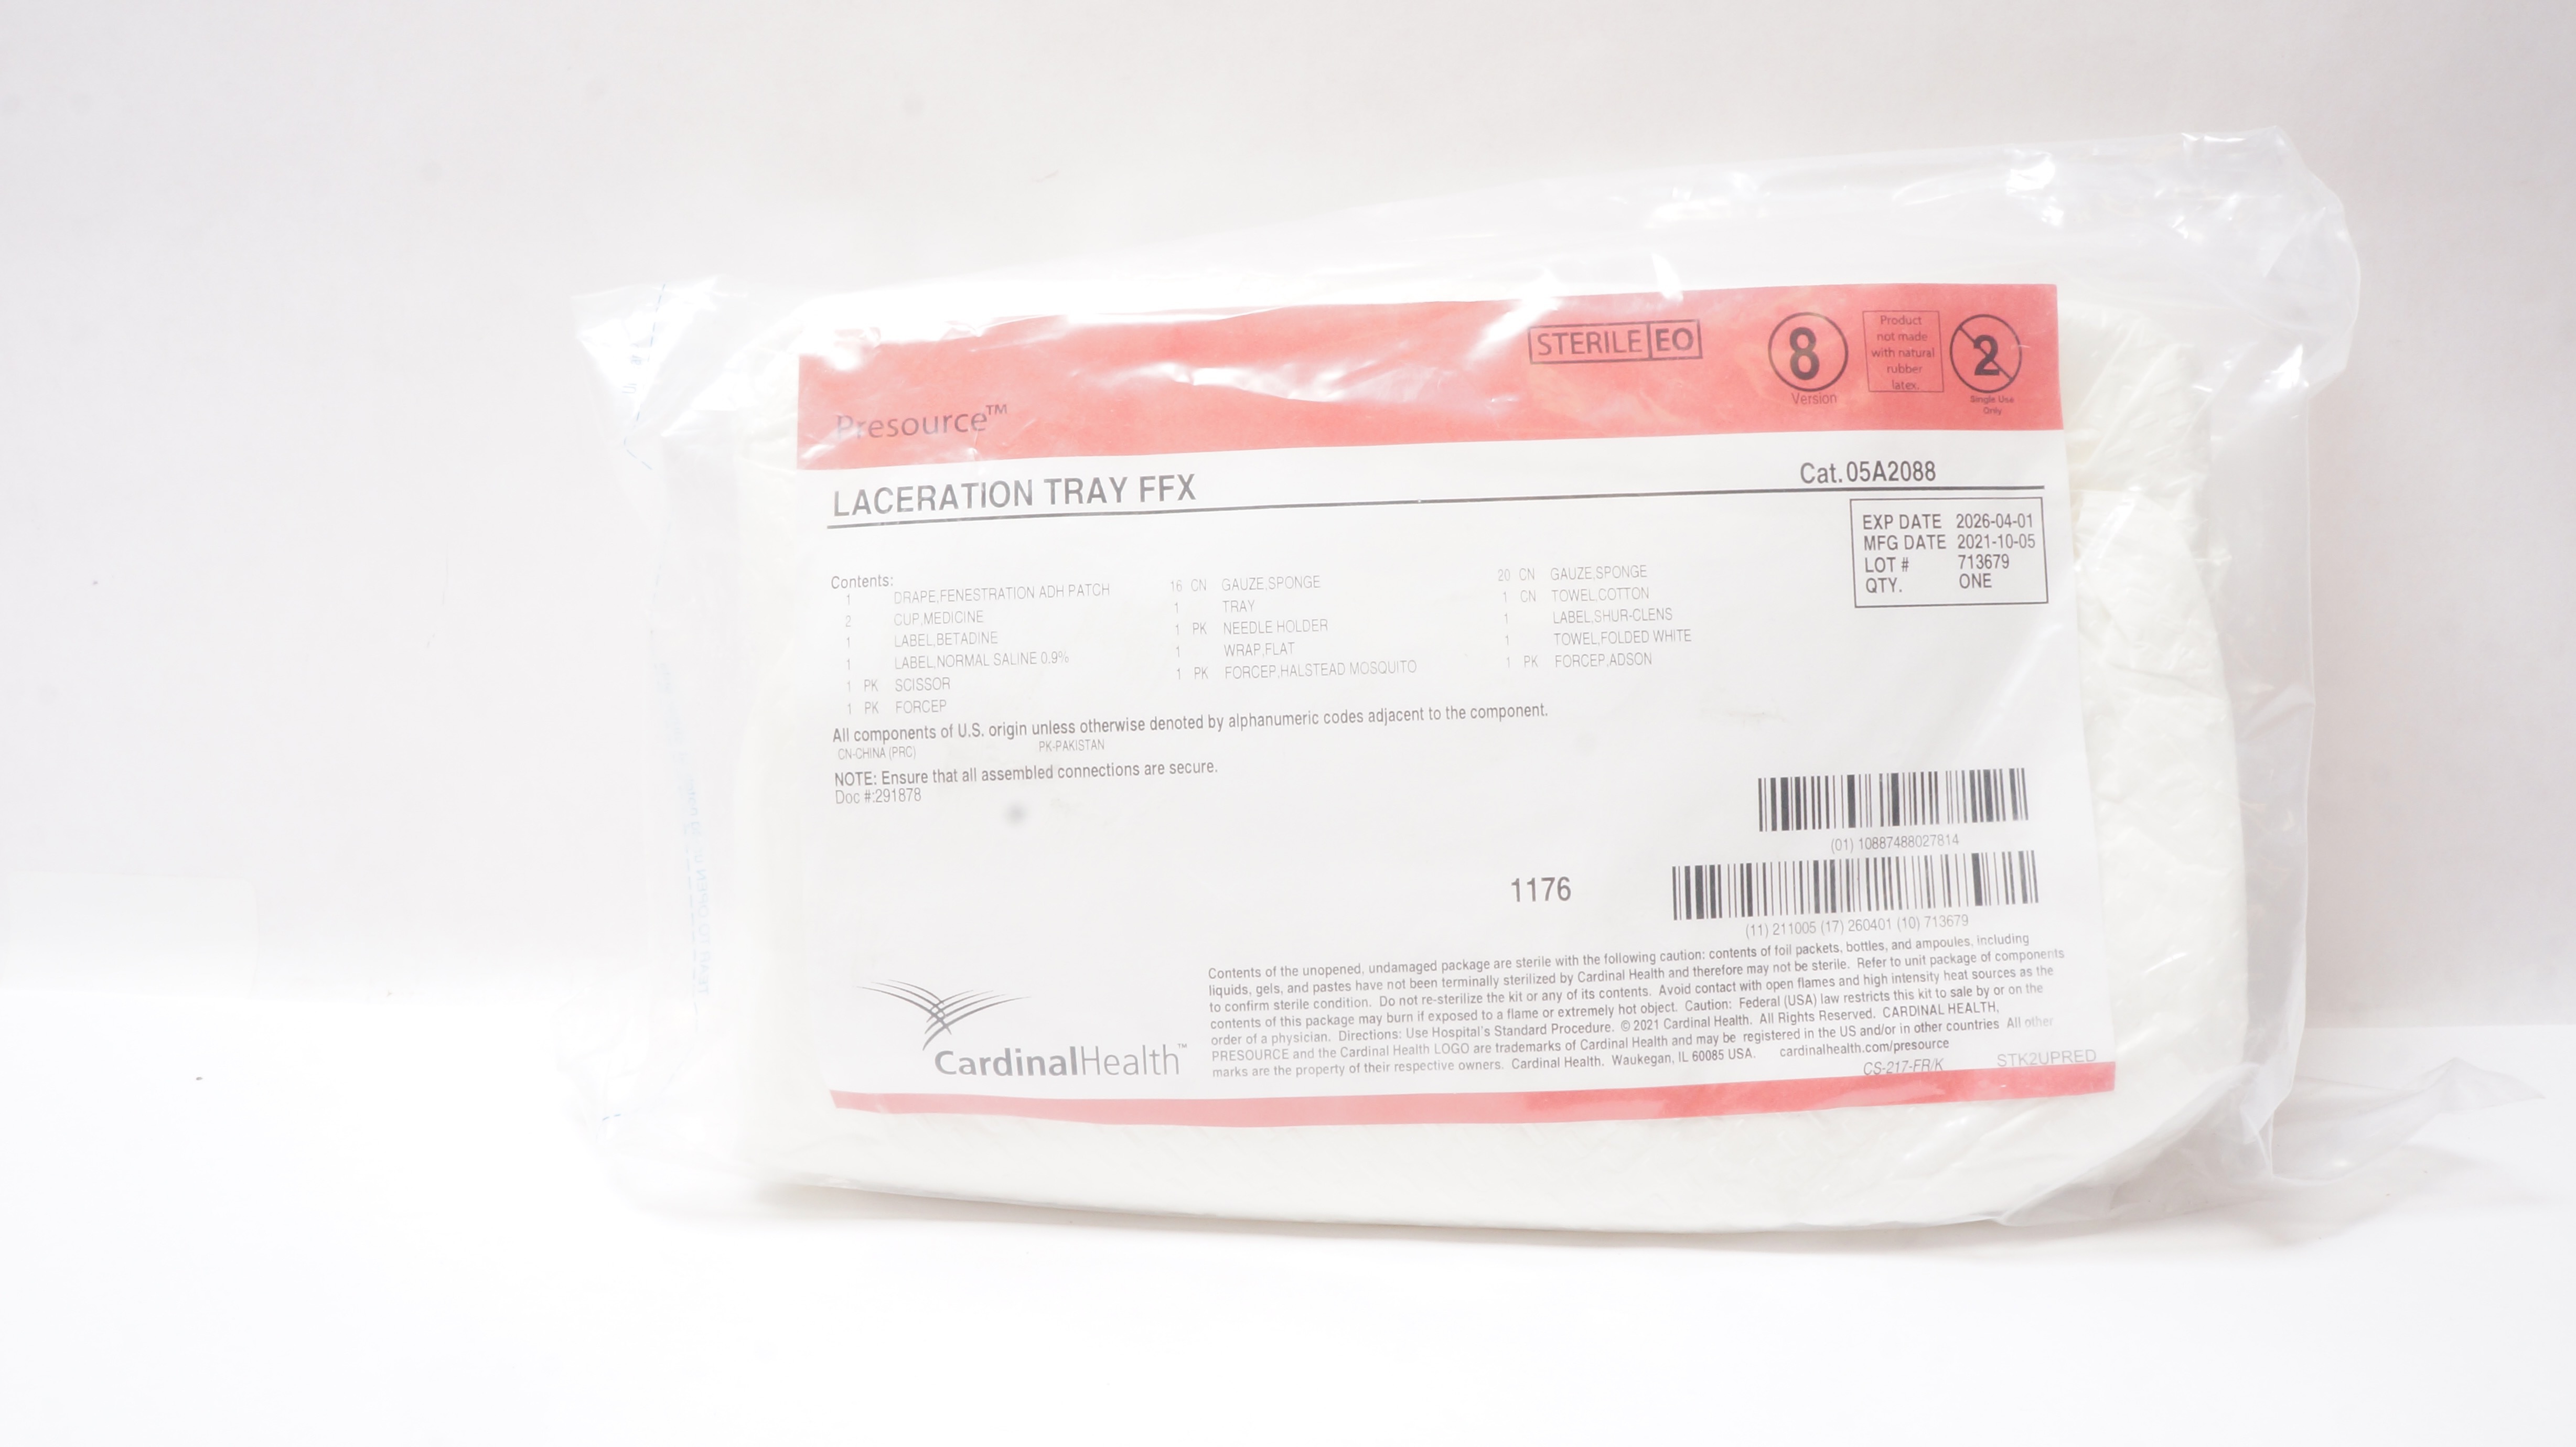 STERILE EO
8
Version
Product
not made
with natural
rubber
latex.
2
Single Use
Only
Presource™
LACERATION TRAY FFX
Cat.05A2088
EXP DATE 2026-04-01
MFG DATE 2021-10-05
LOT # 713679
QTY. ONE
Contents:
1 DRAPE,FENESTRATION ADH PATCH
2 CUP,MEDICINE
1 LABEL,BETADINE
1 LABEL,NORMAL SALINE 0.9%
1 PK SCISSOR
1 PK FORCEP
16 CN GAUZE,SPONGE
1 TRAY
1 PK NEEDLE HOLDER
1 WRAP,FLAT
1 PK FORCEP,HALSTEAD MOSQUITO
20 CN GAUZE,SPONGE
1 CN TOWEL,COTTON
1 LABEL,SHUR-CLENS
1 TOWEL,FOLDED WHITE
1 PK FORCEP,ADSON
All components of U.S. origin unless otherwise denoted by alphanumeric codes adjacent to the component.
CN-CHINA (PRC) PK-PAKISTAN
NOTE: Ensure that all assembled connections are secure.
Doc #:291878
(01) 10887488027814
1176
(11) 211005 (17) 260401 (10) 713679
CardinalHealth™
Contents of the unopened, undamaged package are sterile with the following caution: contents of foil packets, bottles, and ampoules, including
liquids, gels, and pastes have not been terminally sterilized by Cardinal Health and therefore may not be sterile. Refer to unit package of components
to confirm sterile condition. Do not re-sterilize the kit or any of its contents. Avoid contact with open flames and high intensity heat sources as the
contents of this package may burn if exposed to a flame or extremely hot object. Caution: Federal (USA) law restricts this kit to sale by or on the
order of a physician. Directions: Use Hospital's Standard Procedure. © 2021 Cardinal Health. All Rights Reserved. CARDINAL HEALTH,
PRESOURCE and the Cardinal Health LOGO are trademarks of Cardinal Health and may be registered in the US and/or in other countries All other
marks are the property of their respective owners. Cardinal Health. Waukegan, IL 60085 USA. cardinalhealth.com/presource
CS-217-FR/K STK2UPRED